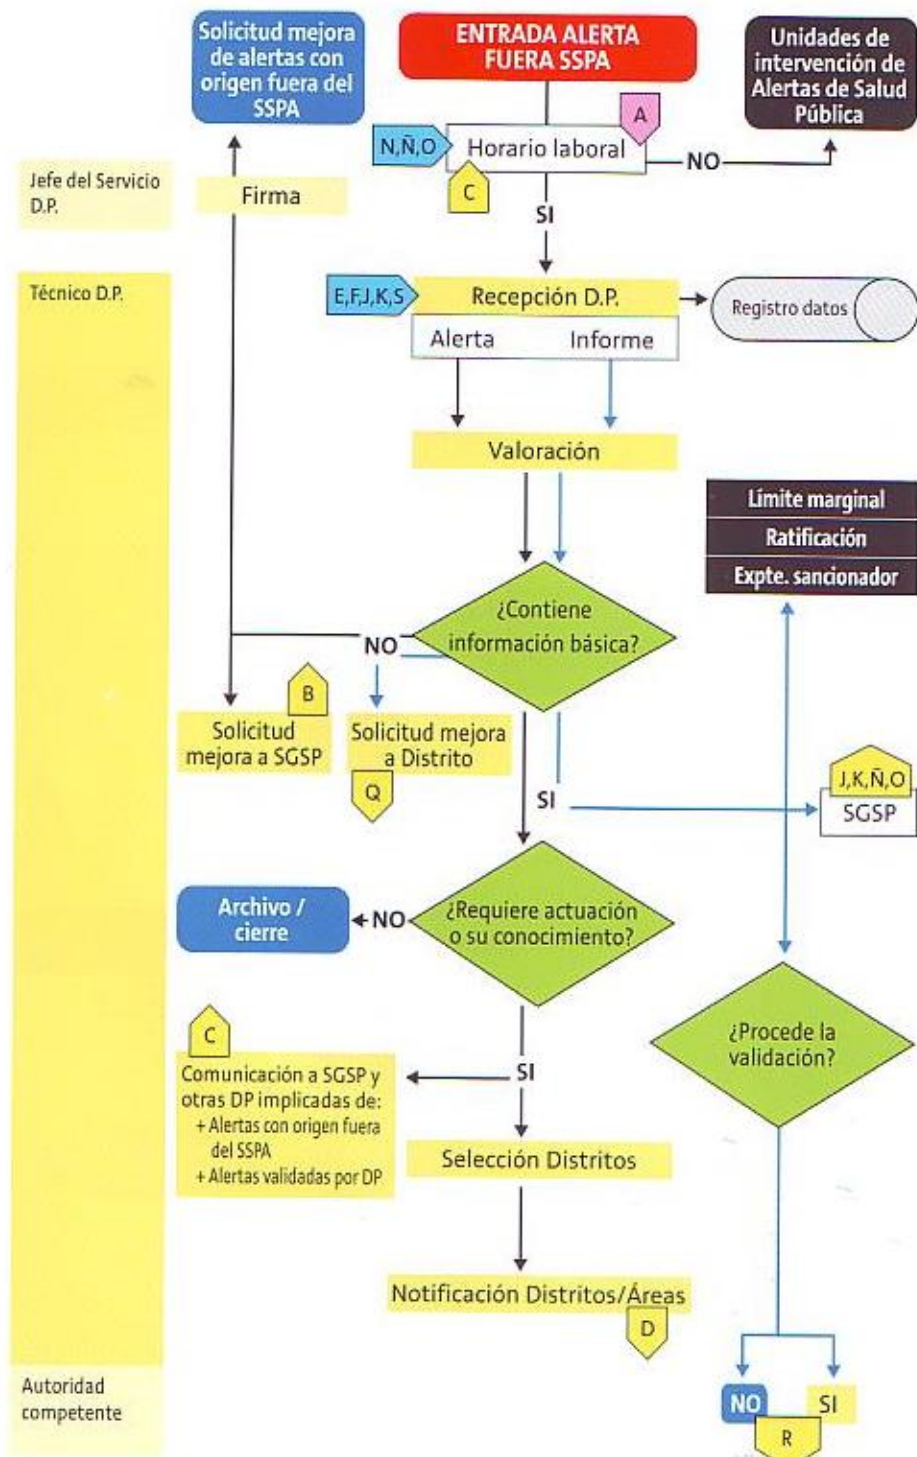 Solicitud mejora
de alertas con
origen fuera del
SSPA
ENTRADA ALERTA
FUERA SSPA
Unidades de
intervención de
Alertas de Salud
Pública
A
N,Ñ,O
Horario laboral
NO
C
SI
Jefe del Servicio
D.P.
Firma
Técnico D.P.
E,F,J,K,S
Recepción D.P.
Registro datos
Alerta
Informe
Valoración
Límite marginal
Ratificación
Expte. sancionador
¿Contiene
información básica?
NO
B
Solicitud
mejora a SGSP
Solicitud mejora
a Distrito
Q
SI
J,K,Ñ,O
SGSP
Archivo /
cierre
NO
¿Requiere actuación
o su conocimiento?
¿Procede la
validación?
C
SI
Comunicación a SGSP y
otras DP implicadas de:
+ Alertas con origen fuera
del SSPA
+ Alertas validadas por DP
Selección Distritos
Notificación Distritos/Áreas
D
Autoridad
competente
NO
SI
R